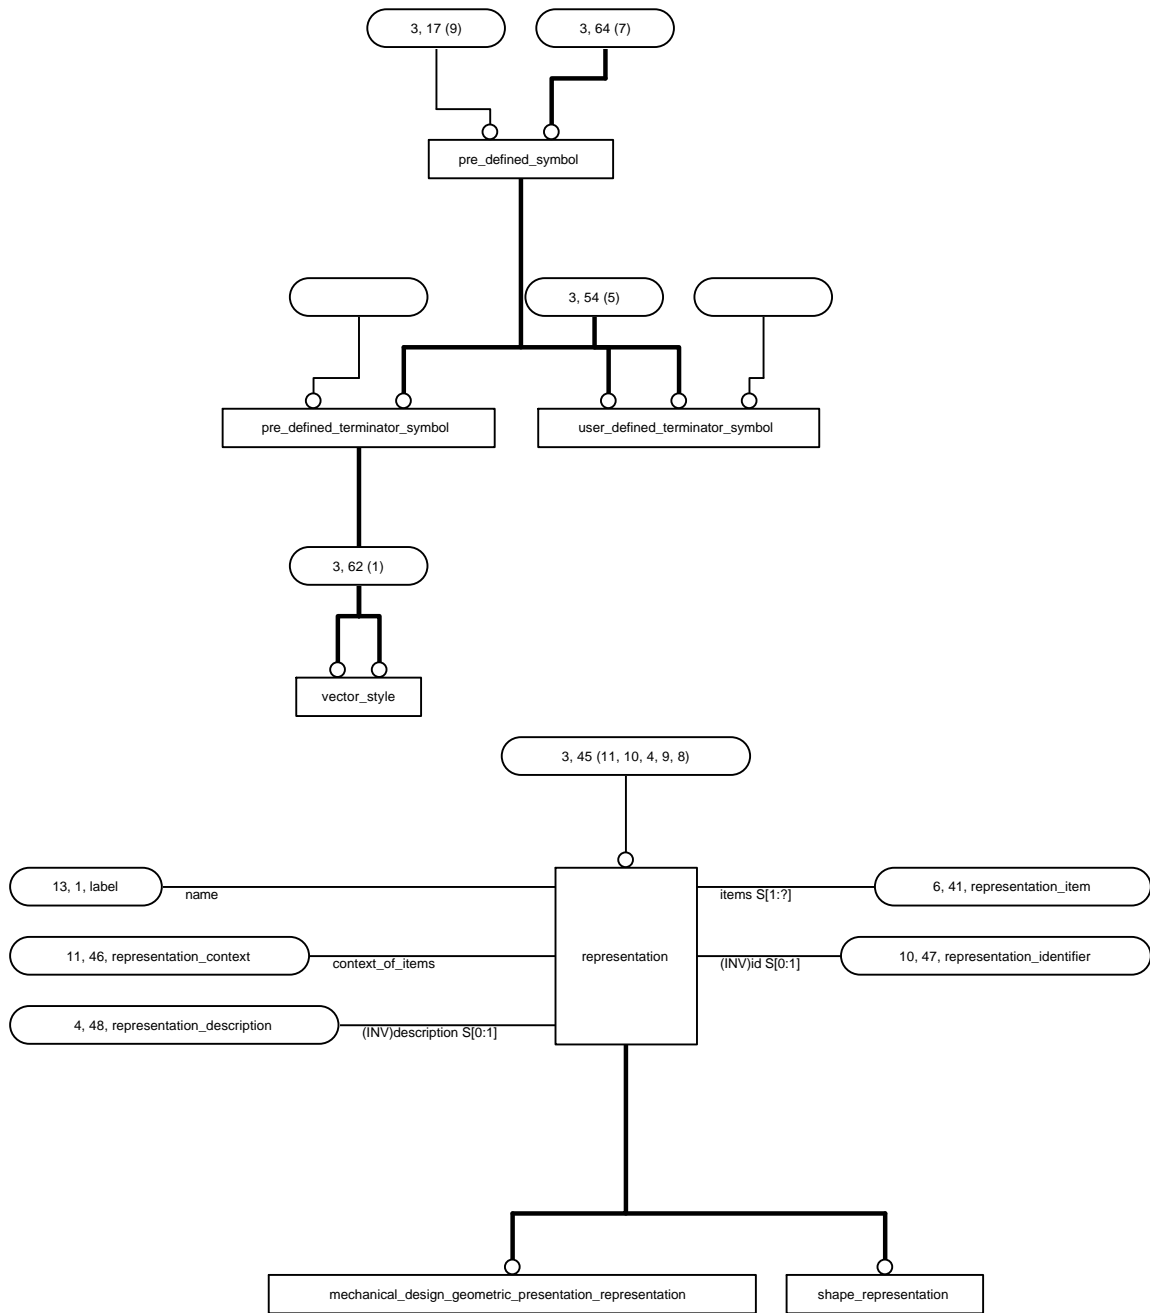 3, 17 (9)
3, 64 (7)
pre_defined_symbol
3, 54 (5)
pre_defined_terminator_symbol
user_defined_terminator_symbol
3, 62 (1)
vector_style
3, 45 (11, 10, 4, 9, 8)
13, 1, label
name
items S[1:?]
6, 41, representation_item
11, 46, representation_context
context_of_items
representation
(INV)id S[0:1]
10, 47, representation_identifier
4, 48, representation_description
(INV)description S[0:1]
mechanical_design_geometric_presentation_representation
shape_representation